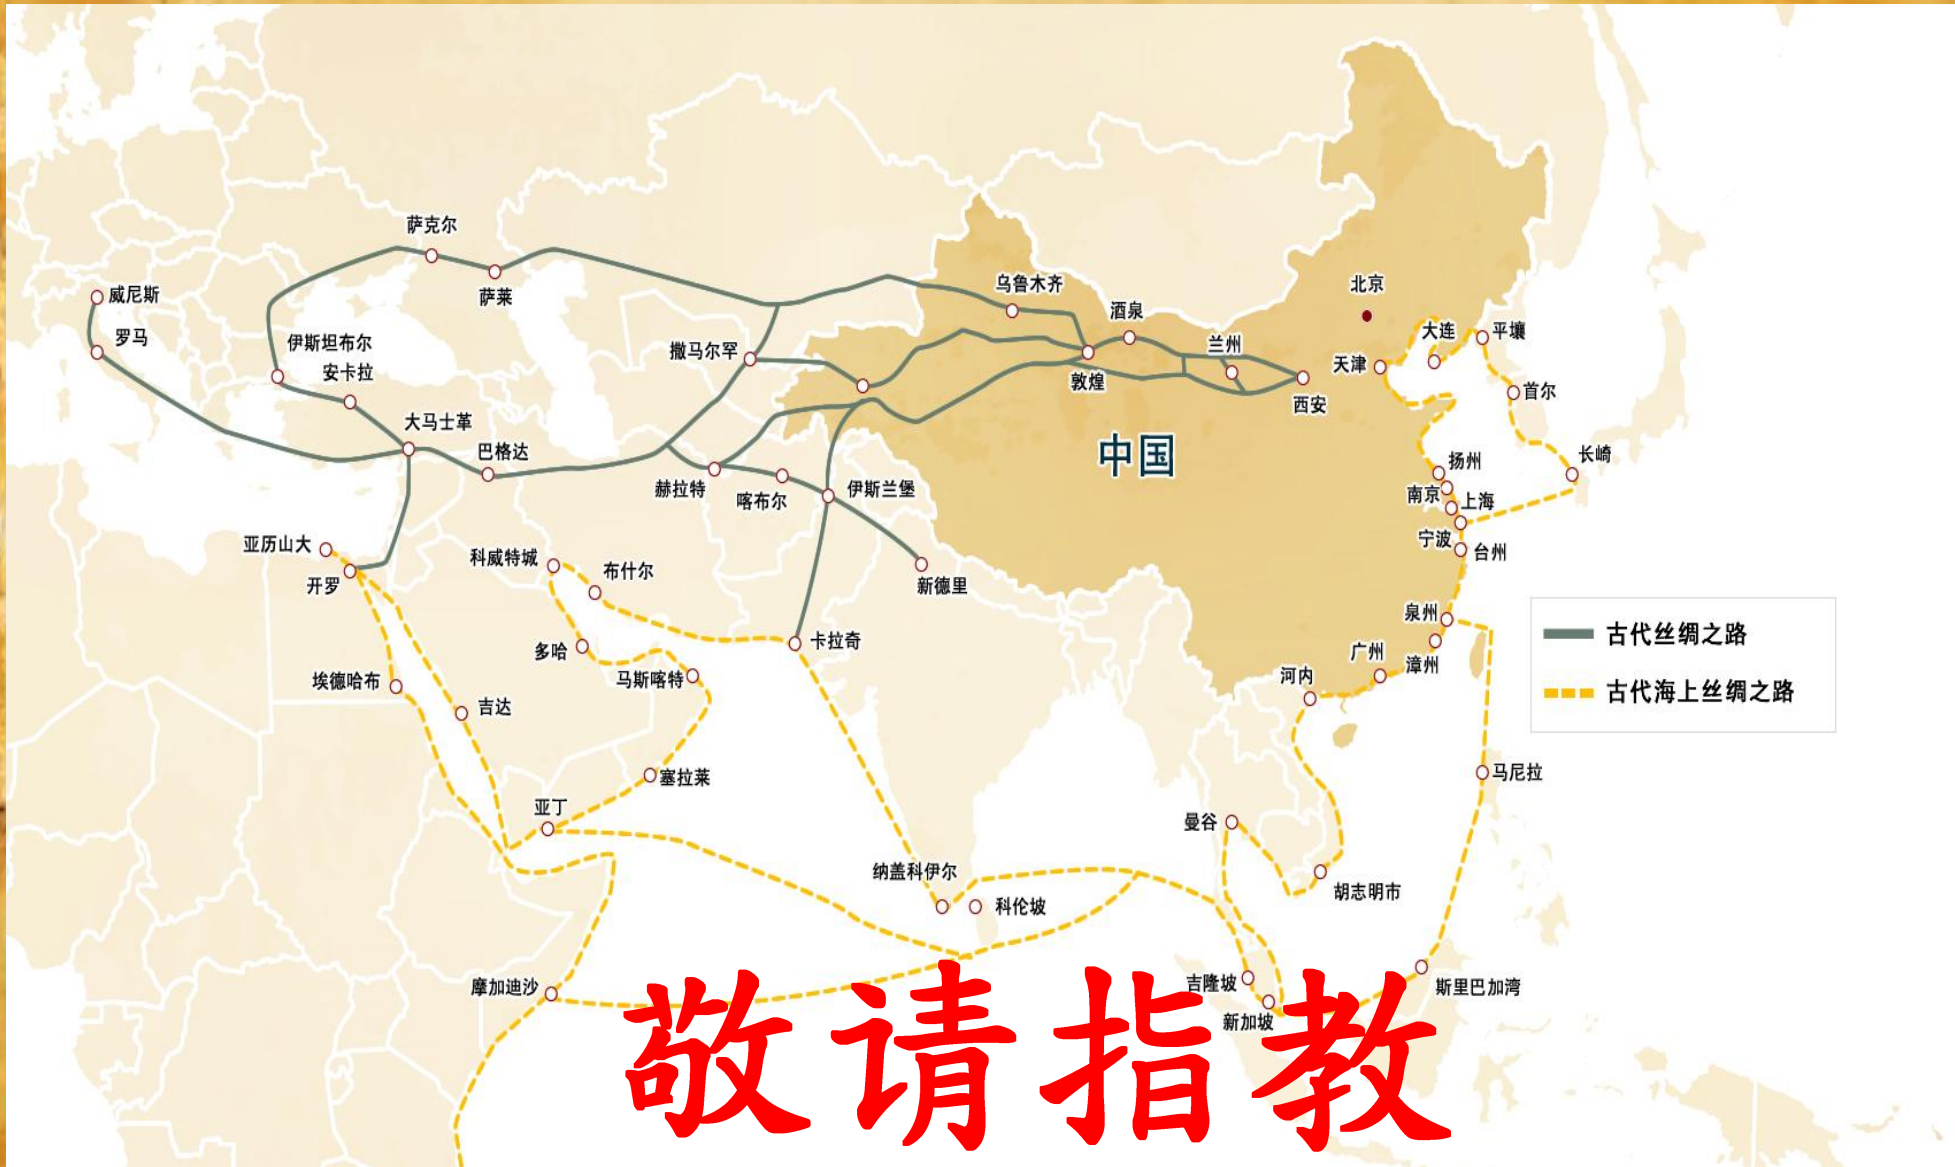 萨克尔
萨莱
威尼斯
罗马
伊斯坦布尔
安卡拉
大马士革
巴格达
撒马尔罕
乌鲁木齐
酒泉
敦煌
兰州
西安
北京
天津
大连
平壤
首尔
长崎
中国
扬州
南京
上海
宁波
台州
赫拉特
喀布尔
伊斯兰堡
新德里
亚历山大
开罗
科威特城
布什尔
多哈
马斯喀特
卡拉奇
埃德哈布
吉达
塞拉莱
亚丁
泉州
漳州
广州
河内
古代丝绸之路
古代海上丝绸之路
马尼拉
曼谷
胡志明市
纳盖科伊尔
科伦坡
摩加迪沙
吉隆坡
新加坡
斯里巴加湾
敬请指教